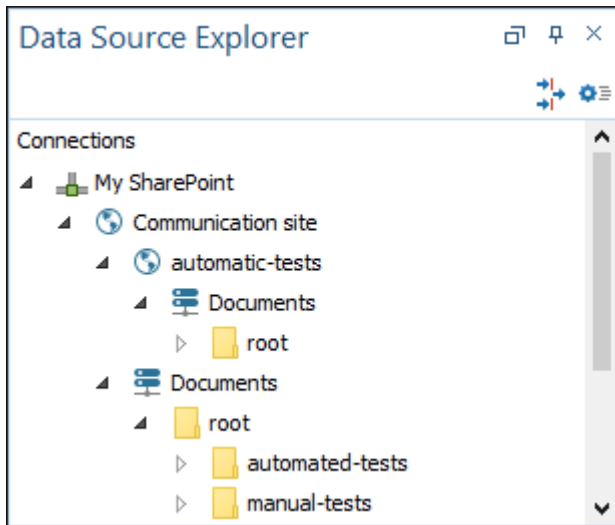 Data Source Explorer
Connections
My SharePoint
Communication site
automatic-tests
Documents
root
Documents
root
automated-tests
manual-tests